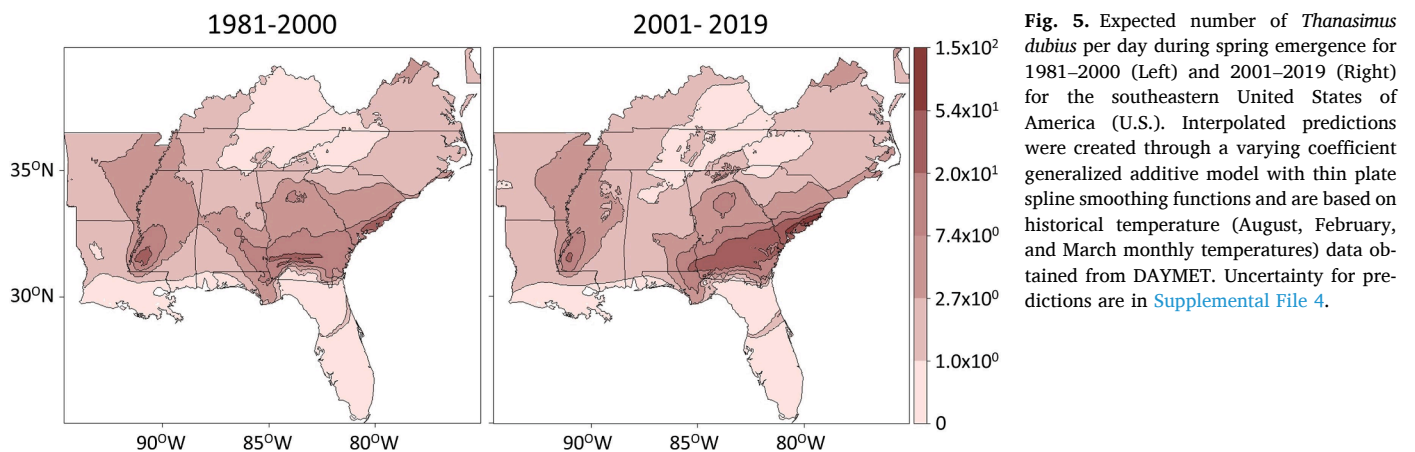 1981-2000
2001- 2019
35ᴼN
30ᴼN
90ᴼW
85ᴼW
80ᴼW
90ᴼW
85ᴼW
80ᴼW
1.5x10²
5.4x10¹
2.0x10¹
7.4x10⁰
2.7x10⁰
1.0x10⁰
0
Fig. 5. Expected number of Thanasimus
dubius per day during spring emergence for
1981–2000 (Left) and 2001–2019 (Right)
for the southeastern United States of
America (U.S.). Interpolated predictions
were created through a varying coefficient
generalized additive model with thin plate
spline smoothing functions and are based on
historical temperature (August, February,
and March monthly temperatures) data ob-
tained from DAYMET. Uncertainty for pre-
dictions are in Supplemental File 4.